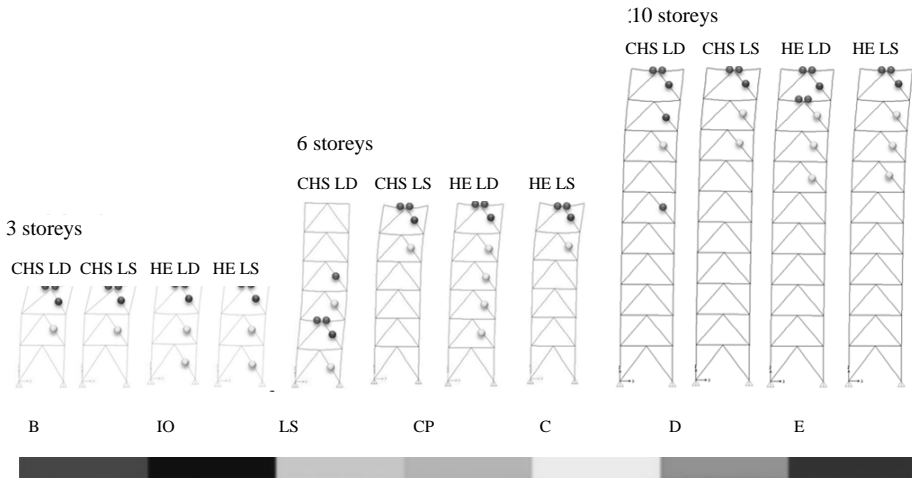 10 storeys
CHS LD CHS LS HE LD HE LS
6 storeys
CHS LD CHS LS HE LD HE LS
3 storeys
CHS LD CHS LS HE LD HE LS
B IO LS CP C D E